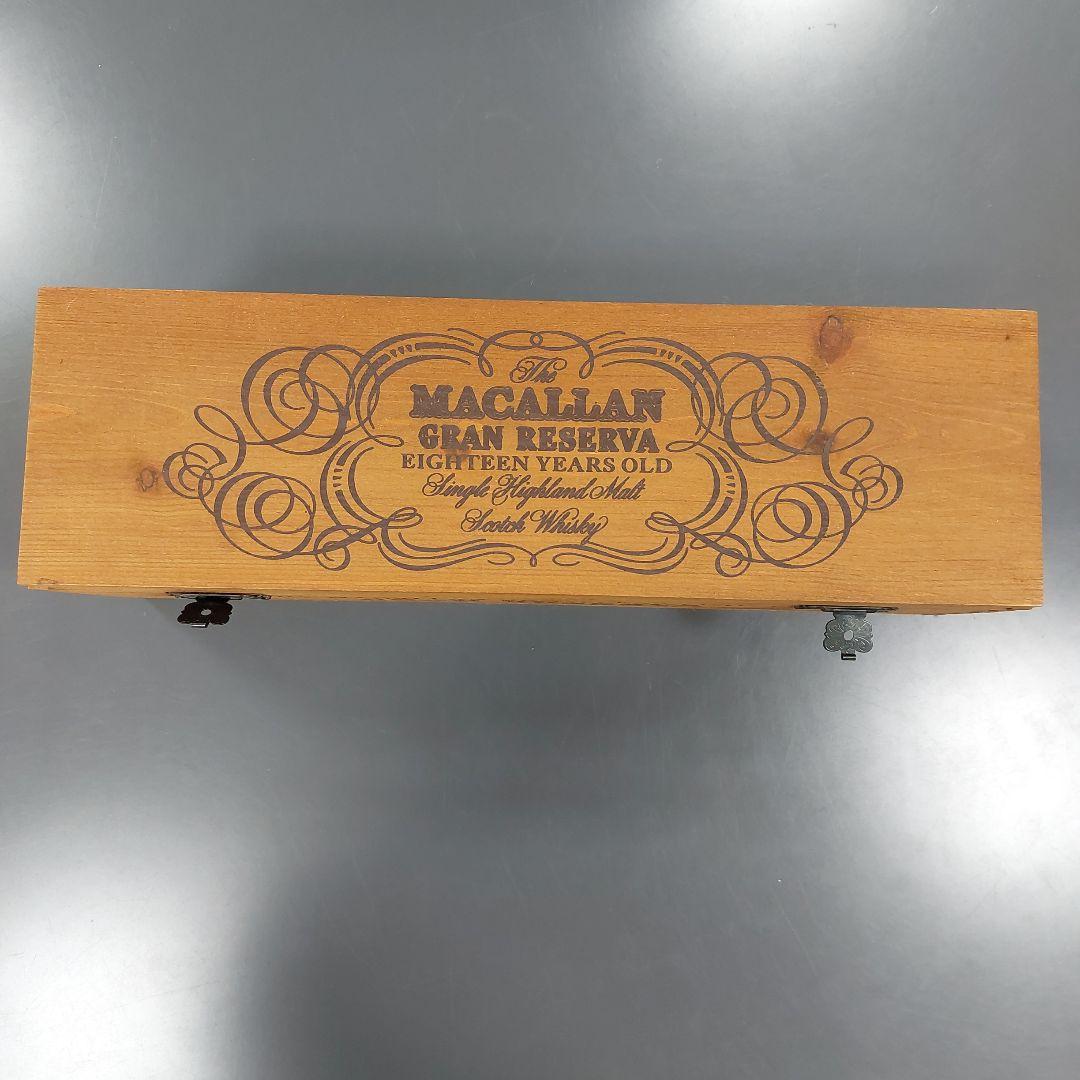 The
MACALLAN
GRAN RESERVA
EIGHTEEN YEARS OLD
Single Highland Malt
Scotch Whisky